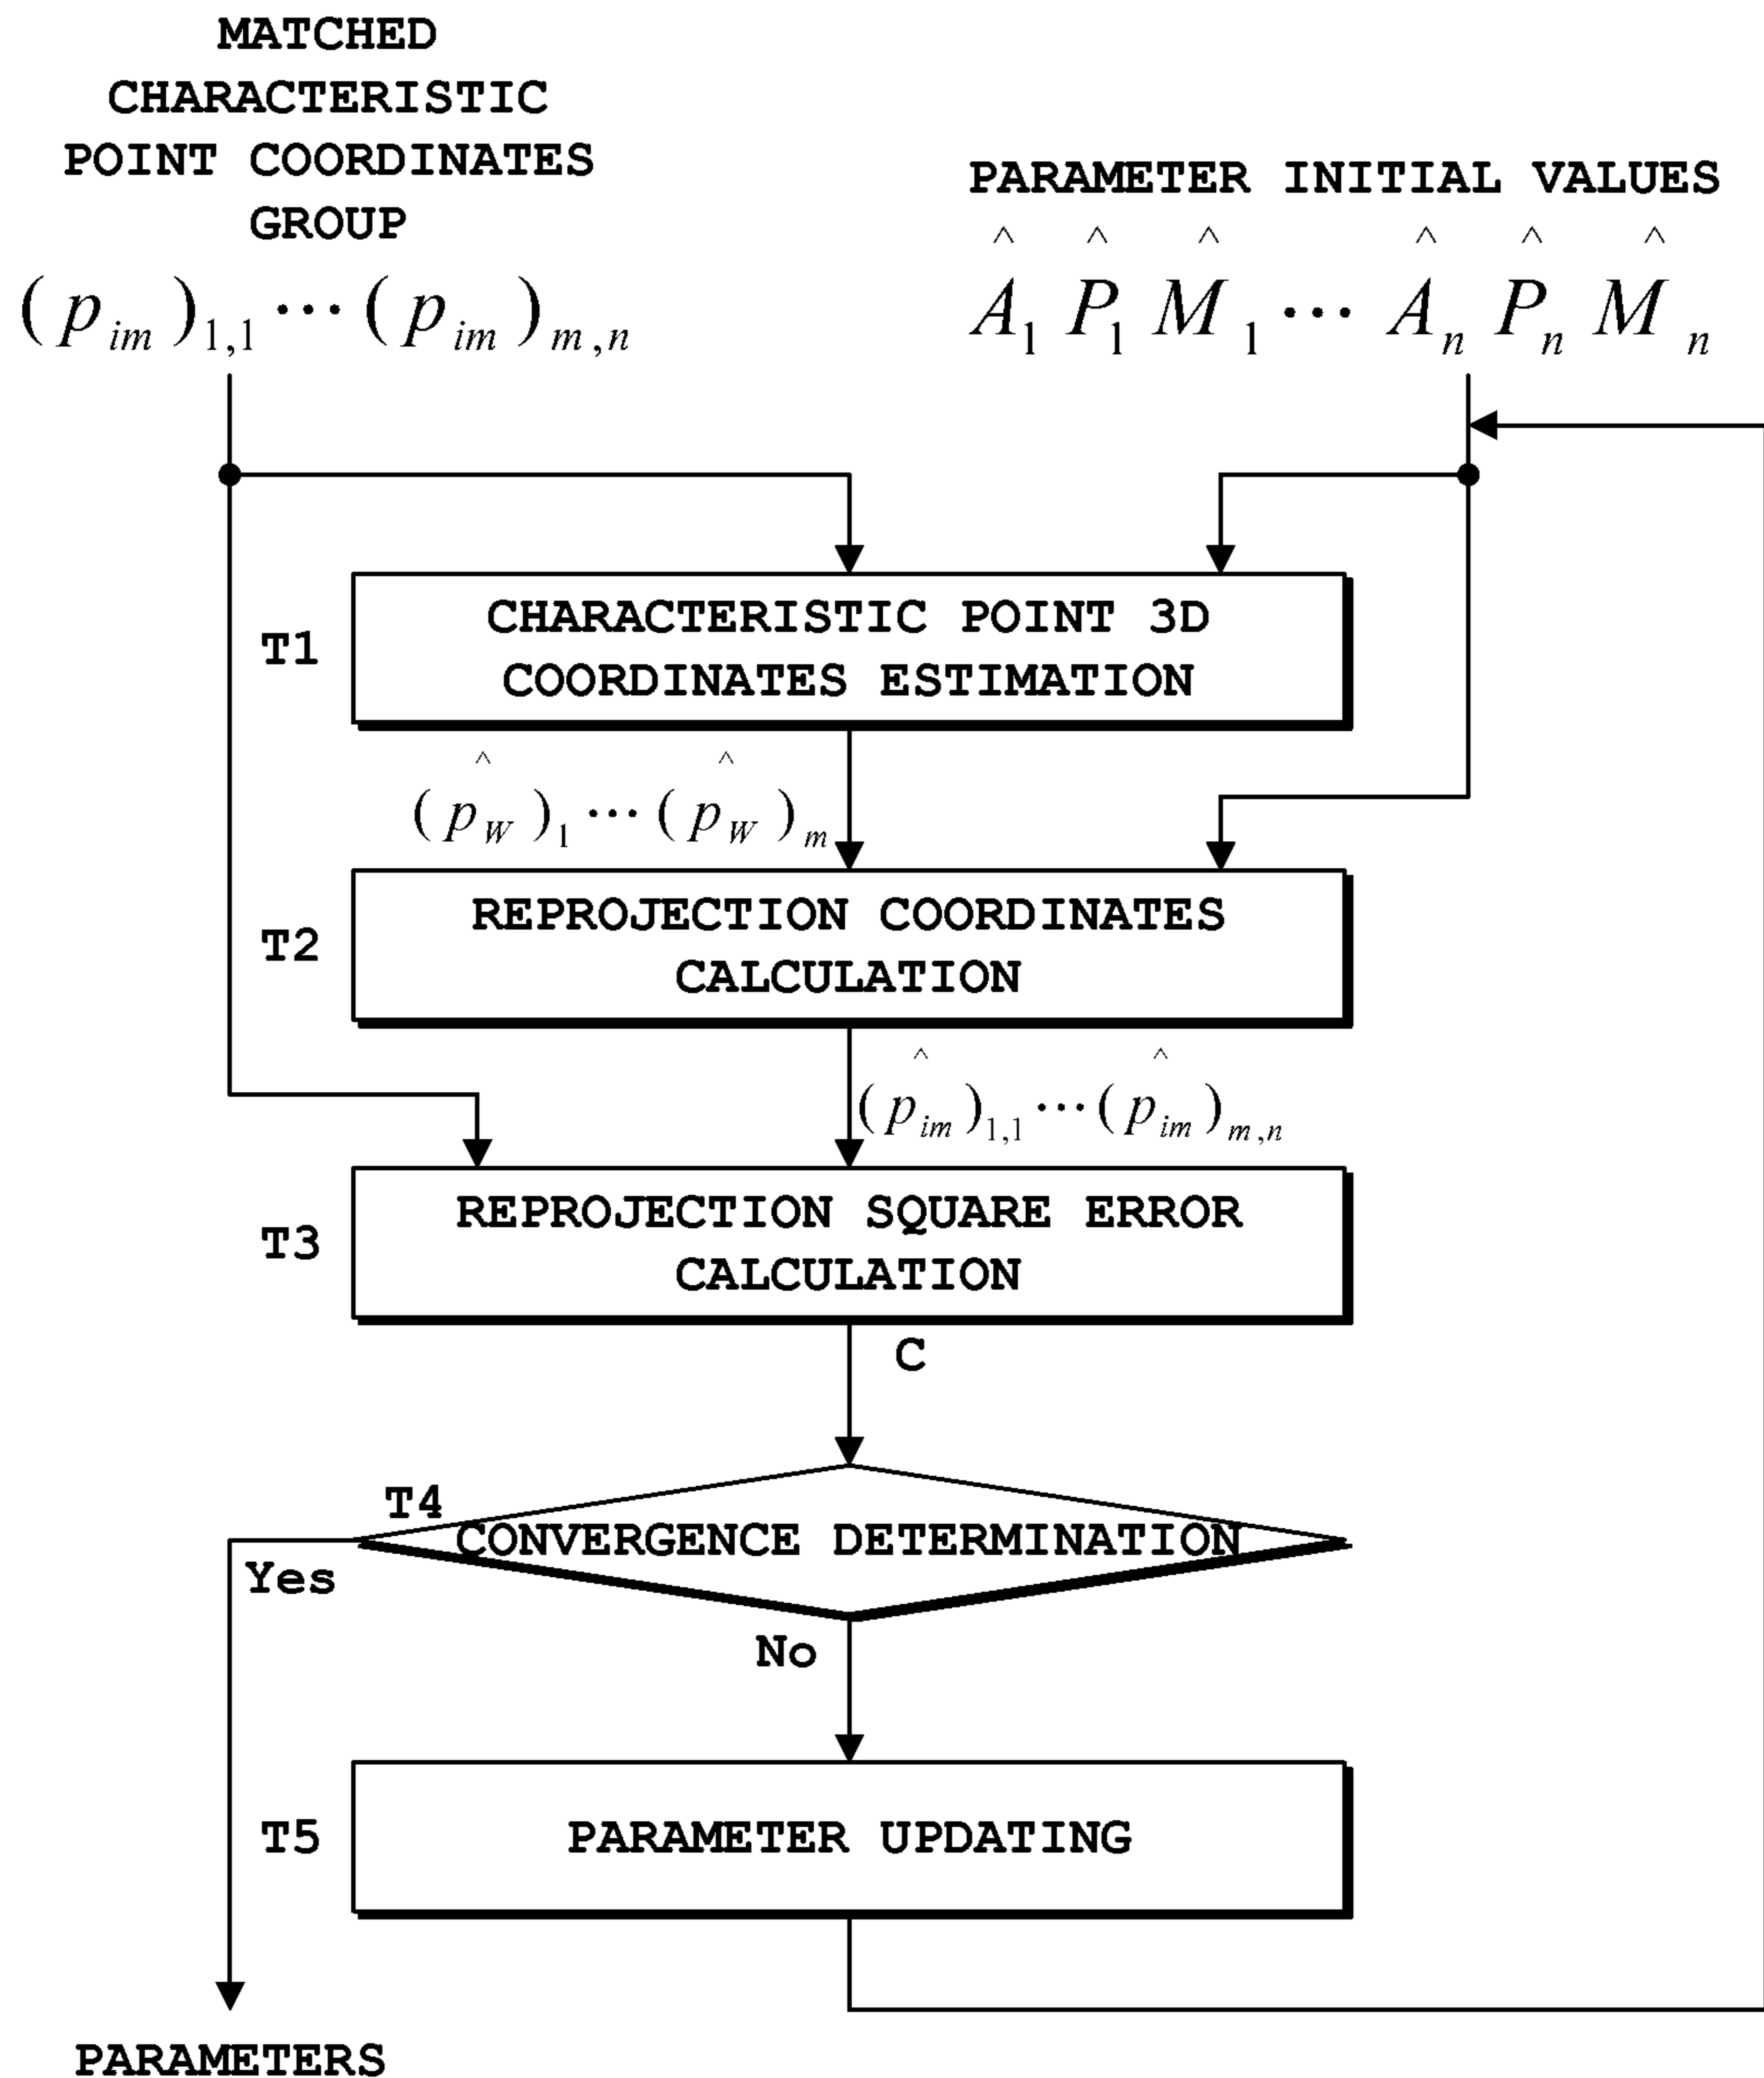 MATCHED
CHARACTERISTIC
POINT COORDINATES
GROUP
(p_im)_1,1 ··· (p_im)_m,n
PARAMETER INITIAL VALUES
Â_1 P̂_1 M̂_1 ··· Â_n P̂_n M̂_n
T1
CHARACTERISTIC POINT 3D
COORDINATES ESTIMATION
(p̂_W)_1 ··· (p̂_W)_m
T2
REPROJECTION COORDINATES
CALCULATION
(p̂_im)_1,1 ··· (p̂_im)_m,n
T3
REPROJECTION SQUARE ERROR
CALCULATION
C
T4
CONVERGENCE DETERMINATION
Yes
No
T5
PARAMETER UPDATING
PARAMETERS